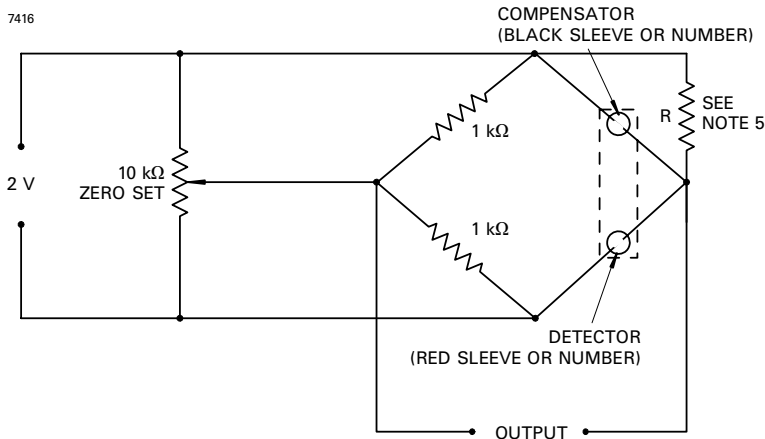 7416
COMPENSATOR
(BLACK SLEEVE OR NUMBER)
1 kΩ
R
SEE
NOTE 5
10 kΩ
ZERO SET
2 V
1 kΩ
DETECTOR
(RED SLEEVE OR NUMBER)
OUTPUT